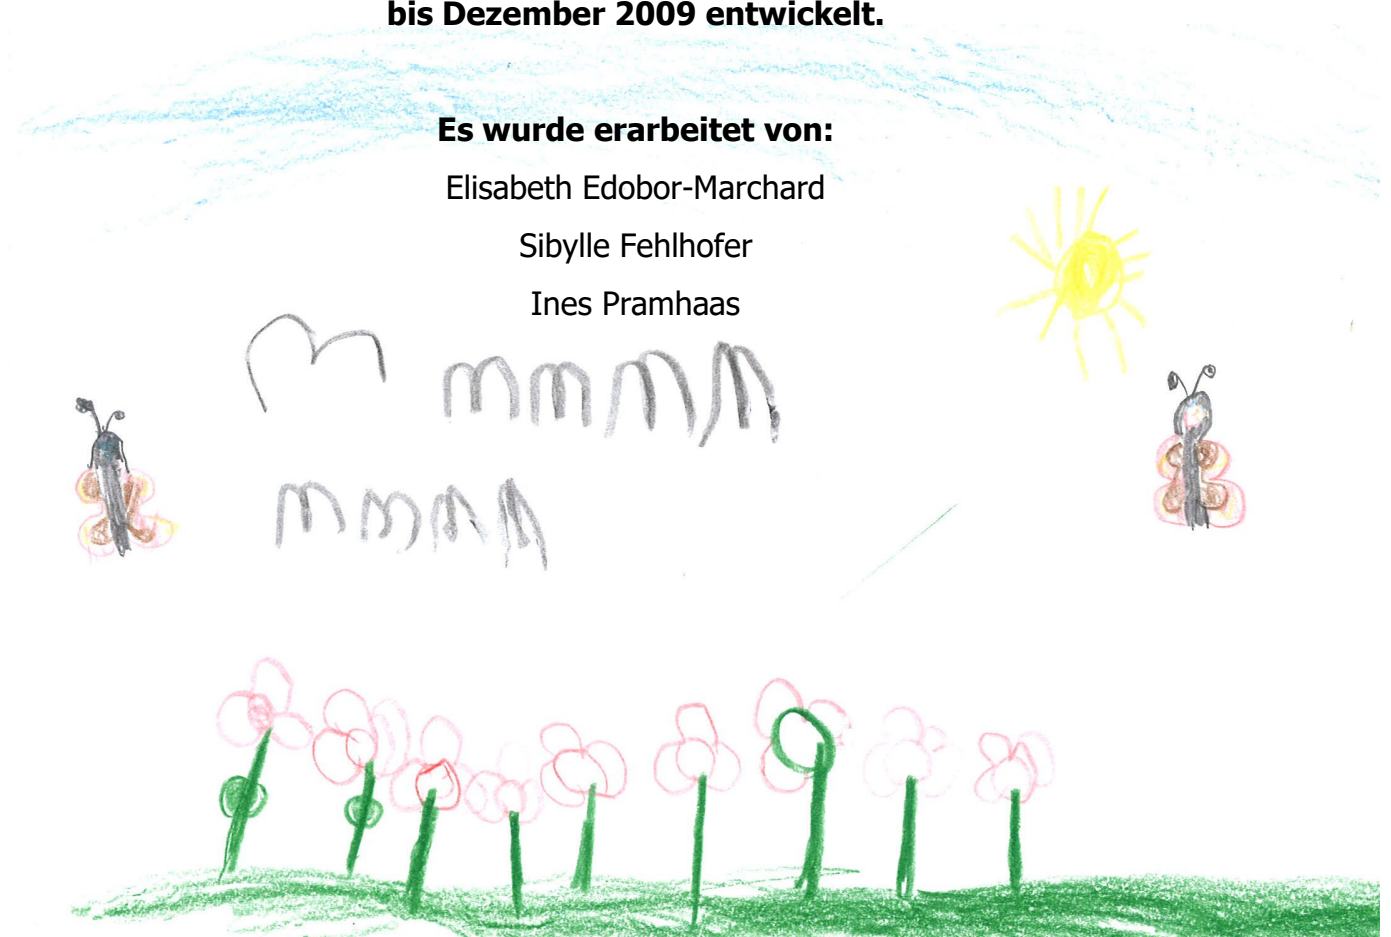 bis Dezember 2009 entwickelt.
Es wurde erarbeitet von:
Elisabeth Edobor-Marchard
Sibylle Fehlhofer
Ines Pramhaas